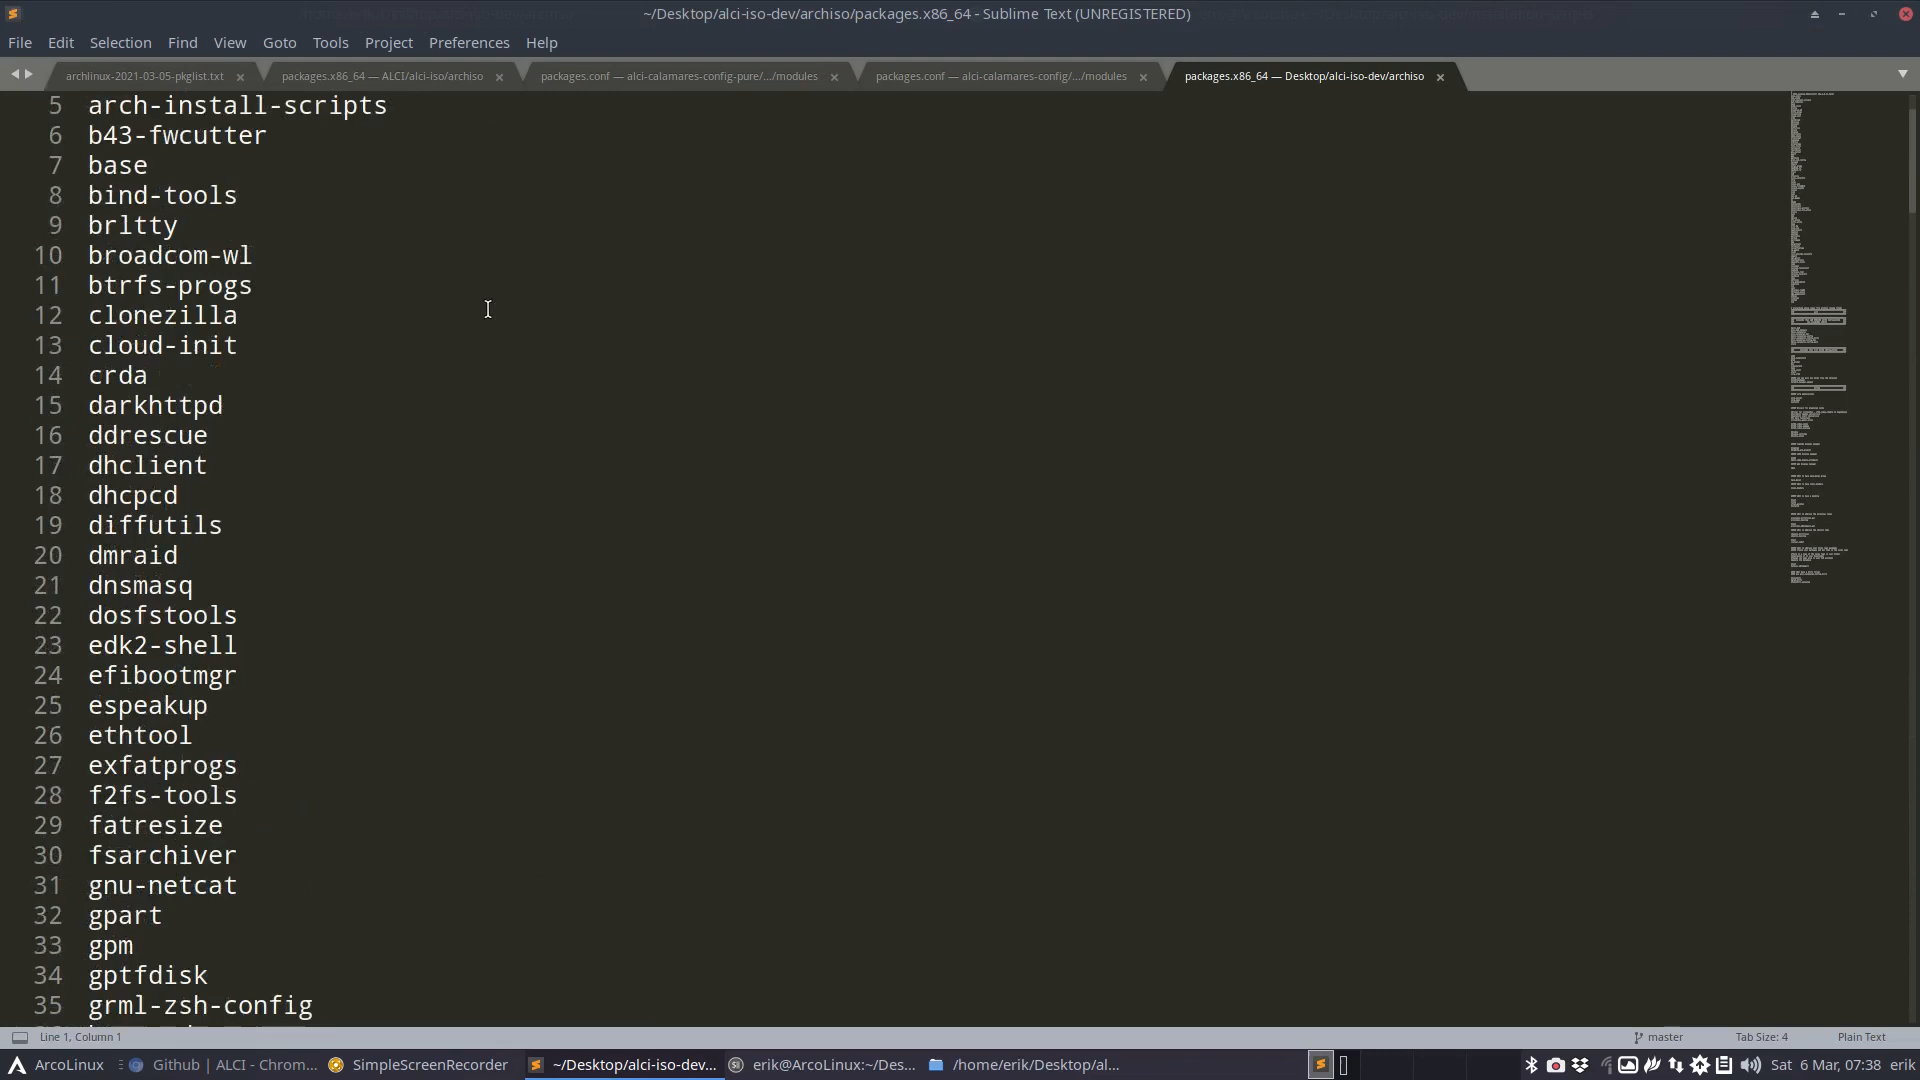 ~/Desktop/alci-iso-dev/archiso/packages.x86_64 - Sublime Text (UNREGISTERED)
File Edit Selection Find View Goto Tools Project Preferences Help
archlinux-2021-03-05-pkglist.txt packages.x86_64 — ALCI/alci-iso/archiso packages.conf — alci-calamares-config-pure/.../modules packages.conf — alci-calamares-config/.../modules packages.x86_64 — Desktop/alci-iso-dev/archiso
5 arch-install-scripts
6 b43-fwcutter
7 base
8 bind-tools
9 brltty
10 broadcom-wl
11 btrfs-progs
12 clonezilla
13 cloud-init
14 crda
15 darkhttpd
16 ddrescue
17 dhclient
18 dhcpcd
19 diffutils
20 dmraid
21 dnsmasq
22 dosfstools
23 edk2-shell
24 efibootmgr
25 espeakup
26 ethtool
27 exfatprogs
28 f2fs-tools
29 fatresize
30 fsarchiver
31 gnu-netcat
32 gpart
33 gpm
34 gptfdisk
35 grml-zsh-config
Line 1, Column 1 master Tab Size: 4 Plain Text
ArcoLinux Github | ALCI - Chrom... SimpleScreenRecorder ~/Desktop/alci-iso-dev... erik@ArcoLinux:~/Des... /home/erik/Desktop/al... Sat 6 Mar, 07:38 erik